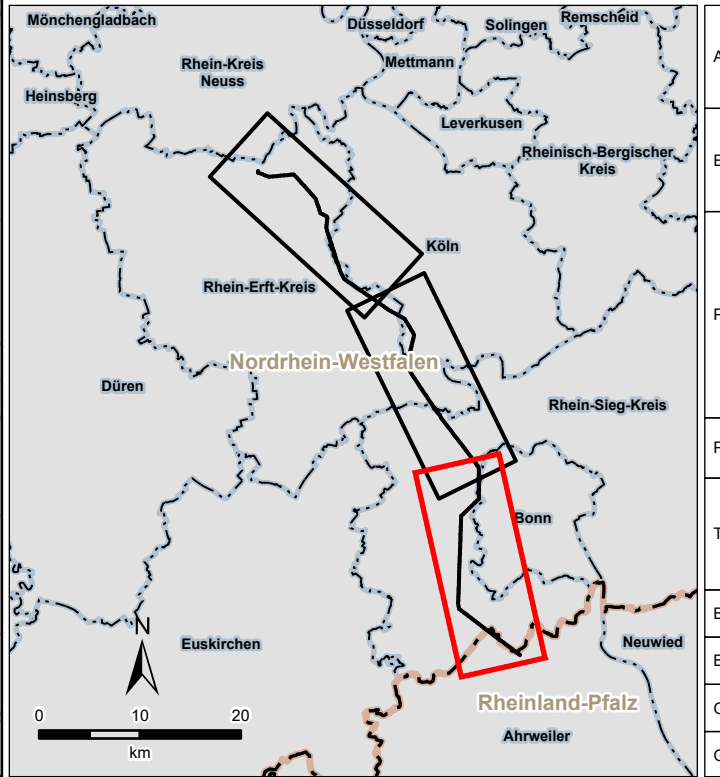 Mönchengladbach
Düsseldorf
Solingen
Remscheid
Rhein-Kreis
Neuss
Mettmann
Heinsberg
Leverkusen
Rheinisch-Bergischer
Kreis
Köln
Rhein-Erft-Kreis
Nordrhein-Westfalen
Düren
Rhein-Sieg-Kreis
Bonn
N
Euskirchen
Neuwied
Rheinland-Pfalz
0 10 20
km
Ahrweiler